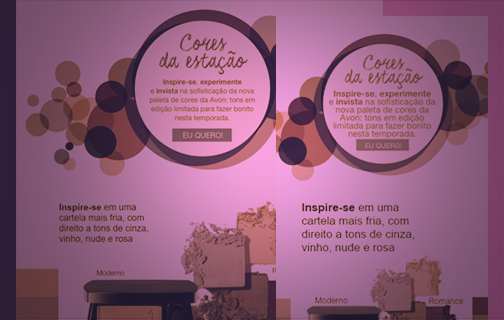 Cores
da estação
Inspire-se, experimente
e invista na sofisticação da nova
paleta de cores da Avon: tons em
edição limitada para fazer bonito
nesta temporada.
EU QUERO!
Inspire-se em uma
cartela mais fria, com
direito a tons de cinza,
vinho, nude e rosa
Moderno
Cores
da estação
Inspire-se, experimente
e invista na sofisticação da
nova paleta de cores da
Avon: tons em edição
limitada para fazer bonito
nesta temporada.
EU QUERO!
Inspire-se em uma
cartela mais fria, com
direito a tons de cinza,
vinho, nude e rosa
Moderno
Romance